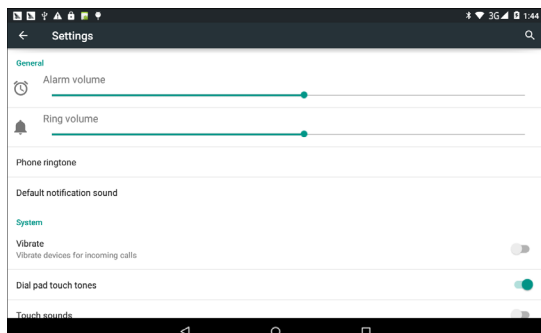 3G 1:44
Settings
General
Alarm volume
Ring volume
Phone ringtone
Default notification sound
System
Vibrate
Vibrate devices for incoming calls
Dial pad touch tones
Touch sounds